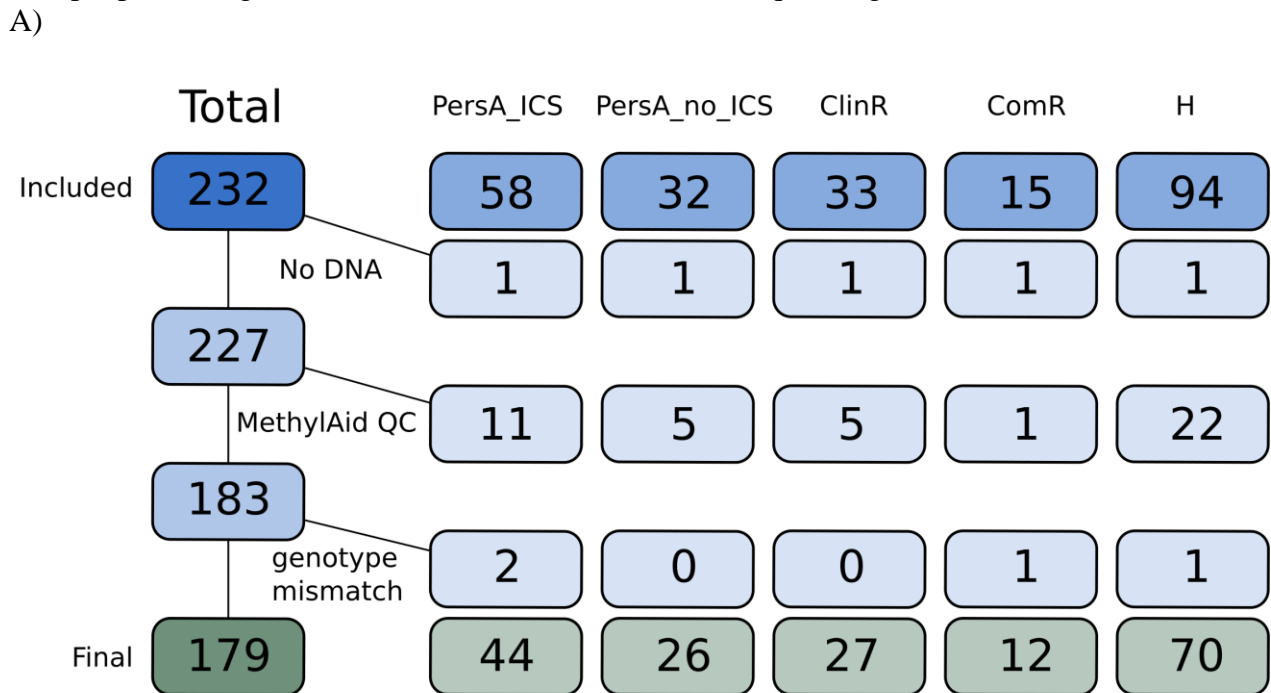 A)
Total PersA_ICS PersA_no_ICS ClinR ComR H
Included 232 58 32 33 15 94
No DNA 1 1 1 1 1
227
MethylAid QC 11 5 5 1 22
183
genotype
mismatch 2 0 0 1 1
Final 179 44 26 27 12 70